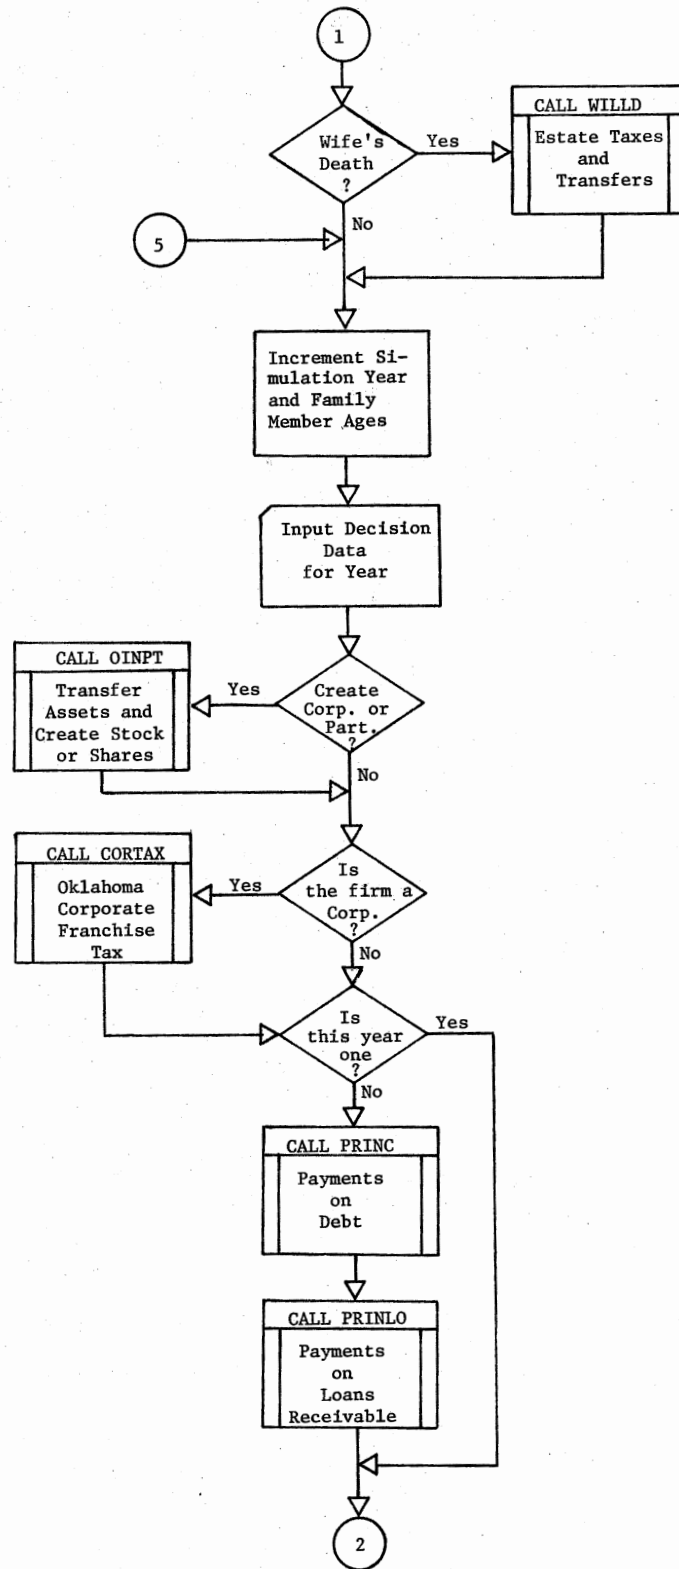 1
Wife's
Death
?
Yes
CALL WILLD
Estate Taxes
and
Transfers
No
5
Increment Si-
mulation Year
and Family
Member Ages
Input Decision
Data
for Year
Create
Corp. or
Part.
?
Yes
CALL OINPT
Transfer
Assets and
Create Stock
or Shares
No
Is
the firm a
Corp.
?
Yes
CALL CORTAX
Oklahoma
Corporate
Franchise
Tax
No
Is
this year
one
?
Yes
No
CALL PRINC
Payments
on
Debt
CALL PRINLO
Payments
on
Loans
Receivable
2